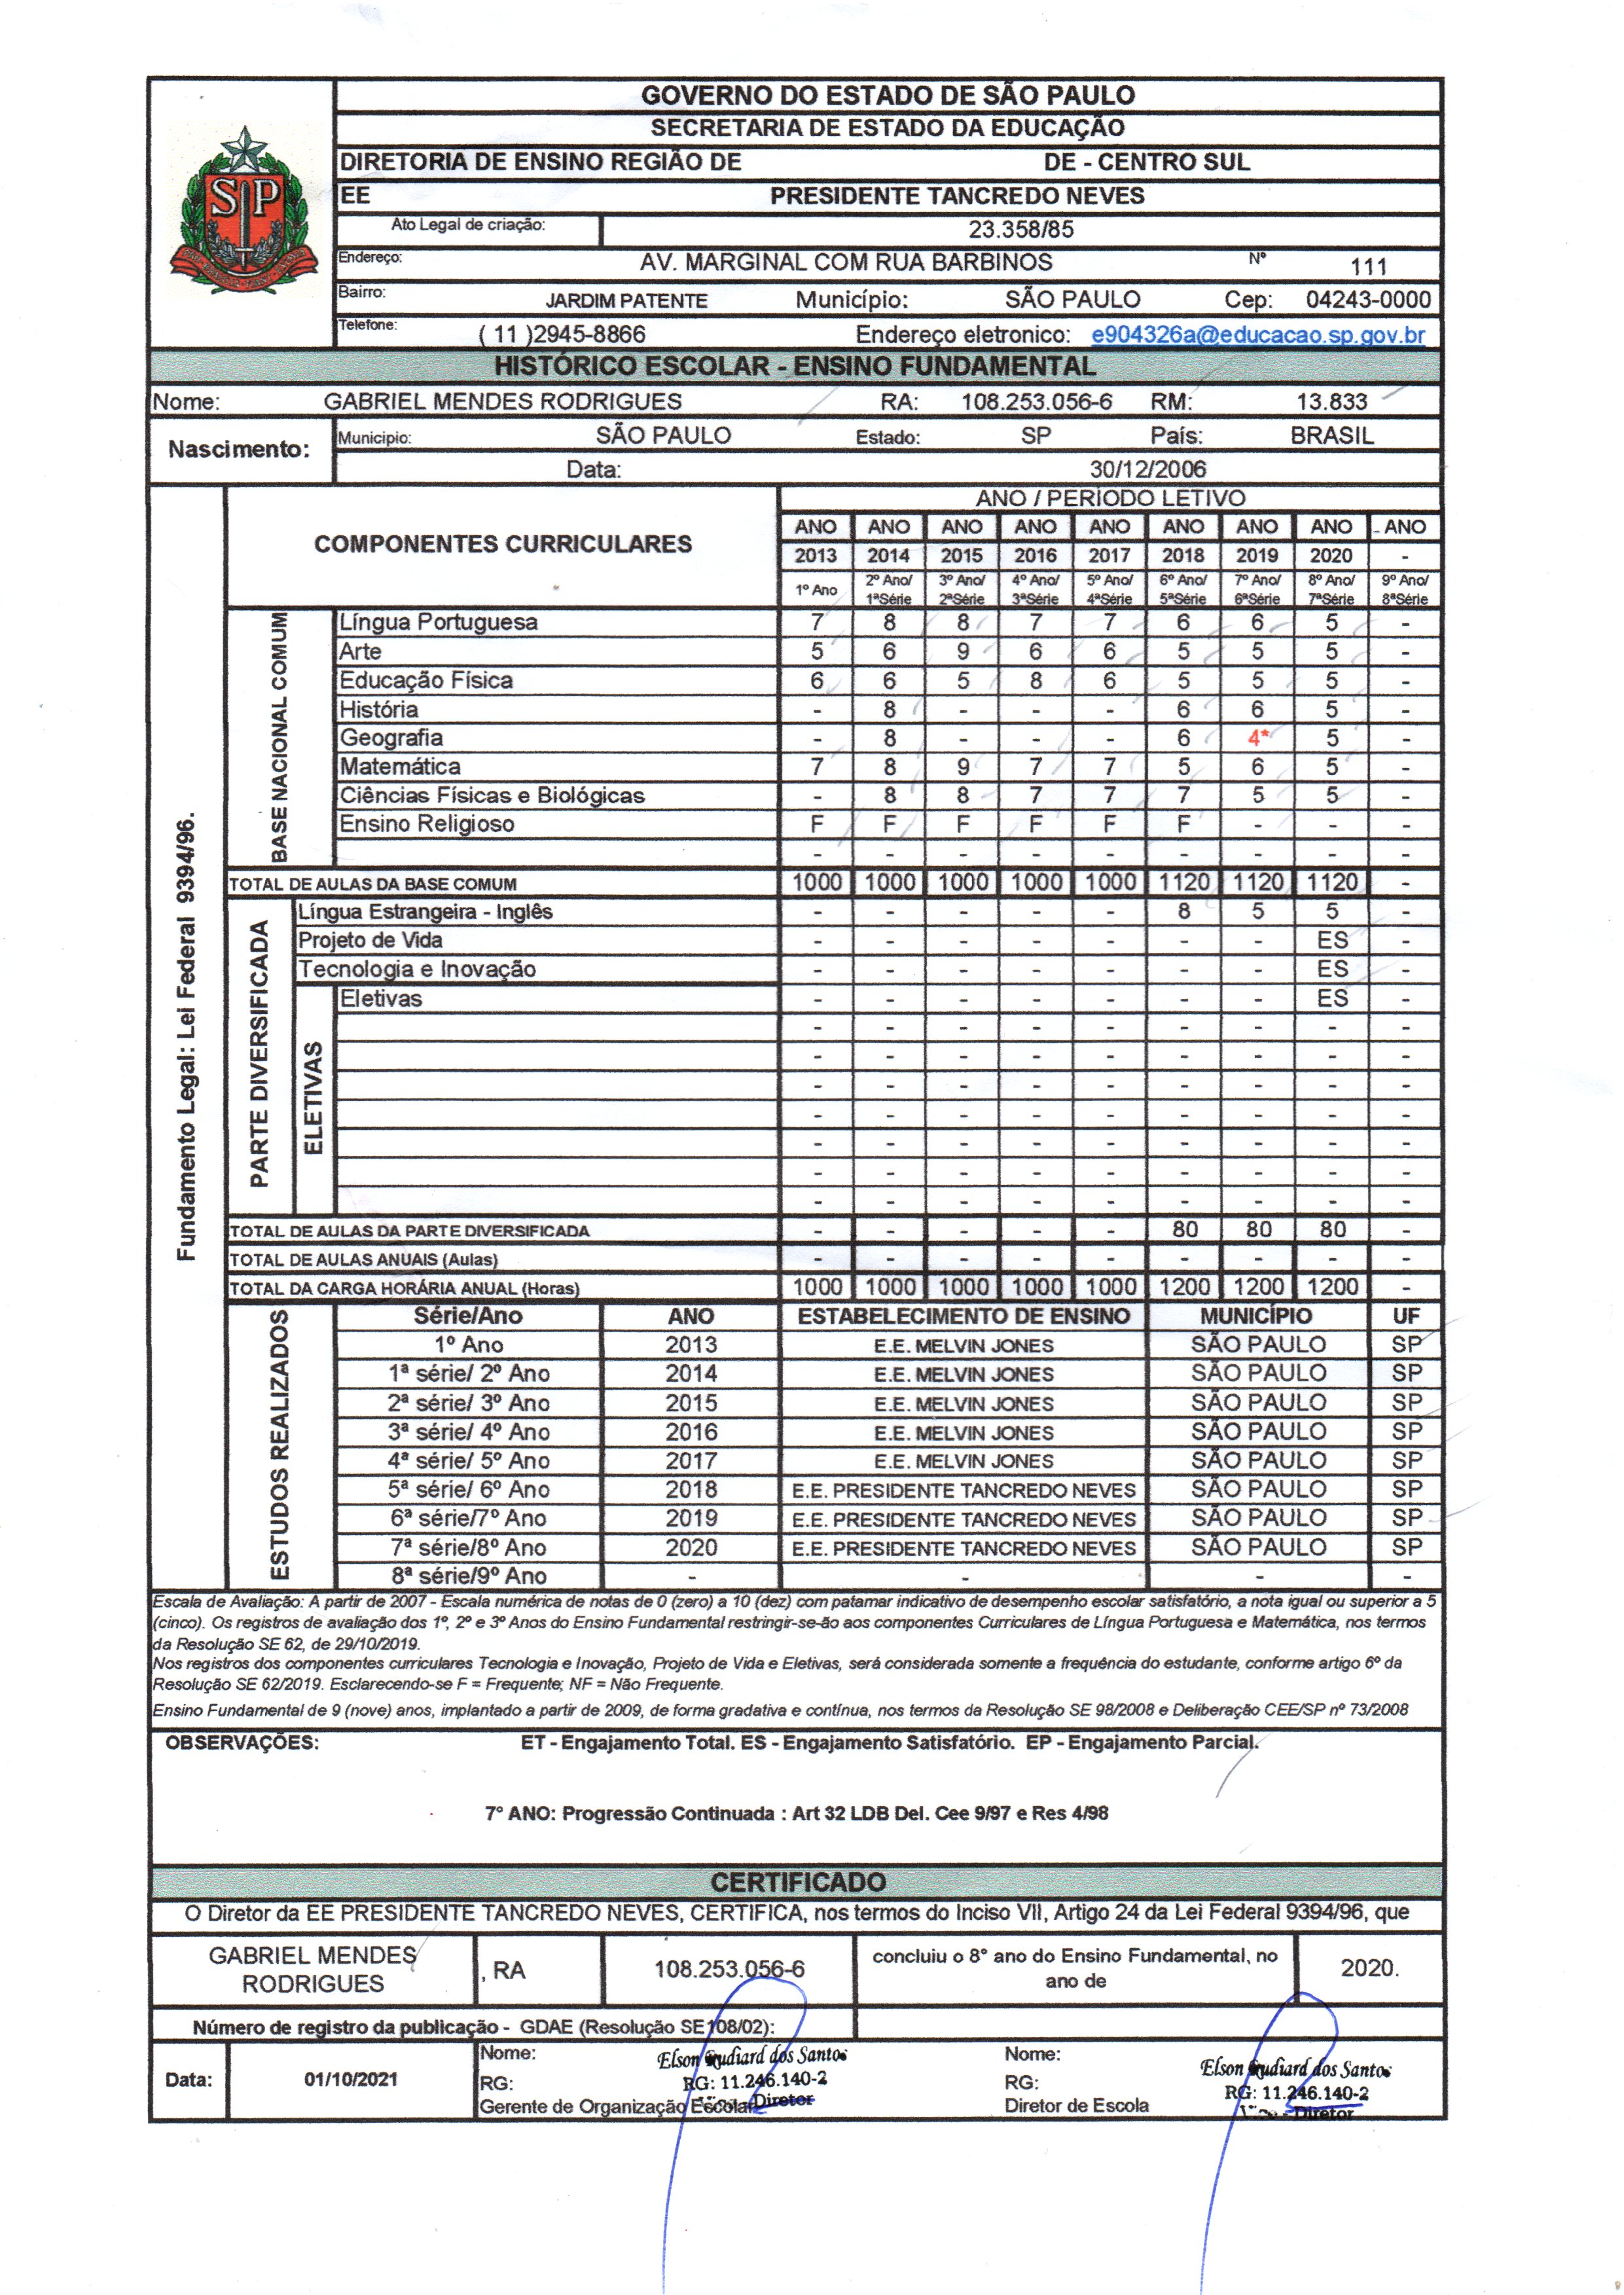 GOVERNO DO ESTADO DE SÃO PAULO
SECRETARIA DE ESTADO DA EDUCAÇÃO
DIRETORIA DE ENSINO REGIÃO DE DE - CENTRO SUL
EE PRESIDENTE TANCREDO NEVES
Ato Legal de criação: 23.358/85
Endereço: AV. MARGINAL COM RUA BARBINOS Nº 111
Bairro: JARDIM PATENTE Município: SÃO PAULO Cep: 04243-0000
Telefone: ( 11 )2945-8866 Endereço eletronico: e904326a@educacao.sp.gov.br
SP
HISTÓRICO ESCOLAR - ENSINO FUNDAMENTAL
Nome: GABRIEL MENDES RODRIGUES RA: 108.253.056-6 RM: 13.833
Nascimento: Municipio: SÃO PAULO Estado: SP País: BRASIL
Data: 30/12/2006
Fundamento Legal: Lei Federal 9394/96.
COMPONENTES CURRICULARES
ANO / PERIODO LETIVO
ANO ANO ANO ANO ANO ANO ANO ANO - ANO
2013 2014 2015 2016 2017 2018 2019 2020 -
1º Ano 2º Ano/ 1ªSérie 3º Ano/ 2ªSérie 4º Ano/ 3ªSérie 5º Ano/ 4ªSérie 6º Ano/ 5ªSérie 7º Ano/ 6ªSérie 8º Ano/ 7ªSérie 9º Ano/ 8ªSérie
BASE NACIONAL COMUM
Língua Portuguesa 7 8 8 7 7 6 6 5 -
Arte 5 6 9 6 6 5 5 5 -
Educação Física 6 6 5 8 6 5 5 5 -
História - 8 - - - 6 6 5 -
Geografia - 8 - - - 6 4* 5 -
Matemática 7 8 9 7 7 5 6 5 -
Ciências Físicas e Biológicas - 8 8 7 7 7 5 5 -
Ensino Religioso F F F F F F - - -
- - - - - - - - -
TOTAL DE AULAS DA BASE COMUM 1000 1000 1000 1000 1000 1120 1120 1120 -
PARTE DIVERSIFICADA
Língua Estrangeira - Inglês - - - - - 8 5 5 -
Projeto de Vida - - - - - - - ES -
Tecnologia e Inovação - - - - - - - ES -
ELETIVAS
Eletivas - - - - - - - ES -
- - - - - - - - -
- - - - - - - - -
- - - - - - - - -
- - - - - - - - -
- - - - - - - - -
- - - - - - - - -
- - - - - - - - -
TOTAL DE AULAS DA PARTE DIVERSIFICADA - - - - - 80 80 80 -
TOTAL DE AULAS ANUAIS (Aulas) - - - - - - - - -
TOTAL DA CARGA HORÁRIA ANUAL (Horas) 1000 1000 1000 1000 1000 1200 1200 1200 -
ESTUDOS REALIZADOS
Série/Ano ANO ESTABELECIMENTO DE ENSINO MUNICÍPIO UF
1º Ano 2013 E.E. MELVIN JONES SÃO PAULO SP
1ª série/ 2º Ano 2014 E.E. MELVIN JONES SÃO PAULO SP
2ª série/ 3º Ano 2015 E.E. MELVIN JONES SÃO PAULO SP
3ª série/ 4º Ano 2016 E.E. MELVIN JONES SÃO PAULO SP
4ª série/ 5º Ano 2017 E.E. MELVIN JONES SÃO PAULO SP
5ª série/ 6º Ano 2018 E.E. PRESIDENTE TANCREDO NEVES SÃO PAULO SP
6ª série/7º Ano 2019 E.E. PRESIDENTE TANCREDO NEVES SÃO PAULO SP
7ª série/8º Ano 2020 E.E. PRESIDENTE TANCREDO NEVES SÃO PAULO SP
8ª série/9º Ano - - - -
Escala de Avaliação: A partir de 2007 - Escala numérica de notas de 0 (zero) a 10 (dez) com patamar indicativo de desempenho escolar satisfatório, a nota igual ou superior a 5
(cinco). Os registros de avaliação dos 1º, 2º e 3º Anos do Ensino Fundamental restringir-se-ão aos componentes Curriculares de Língua Portuguesa e Matemática, nos termos
da Resolução SE 62, de 29/10/2019.
Nos registros dos componentes curriculares Tecnologia e Inovação, Projeto de Vida e Eletivas, será considerada somente a frequência do estudante, conforme artigo 6º da
Resolução SE 62/2019. Esclarecendo-se F = Frequente; NF = Não Frequente.
Ensino Fundamental de 9 (nove) anos, implantado a partir de 2009, de forma gradativa e contínua, nos termos da Resolução SE 98/2008 e Deliberação CEE/SP nº 73/2008
OBSERVAÇÕES: ET - Engajamento Total. ES - Engajamento Satisfatório. EP - Engajamento Parcial.
7° ANO: Progressão Continuada : Art 32 LDB Del. Cee 9/97 e Res 4/98
CERTIFICADO
O Diretor da EE PRESIDENTE TANCREDO NEVES, CERTIFICA, nos termos do Inciso VII, Artigo 24 da Lei Federal 9394/96, que
GABRIEL MENDES RODRIGUES , RA 108.253.056-6 concluiu o 8° ano do Ensino Fundamental, no ano de 2020.
Número de registro da publicação - GDAE (Resolução SE108/02):
Data: 01/10/2021
Nome: Elson dos Santos
RG: RG: 11.246.140-2
Gerente de Organização Escolar Diretor
Nome: Elson dos Santos
RG: RG: 11.246.140-2
Diretor de Escola Diretor